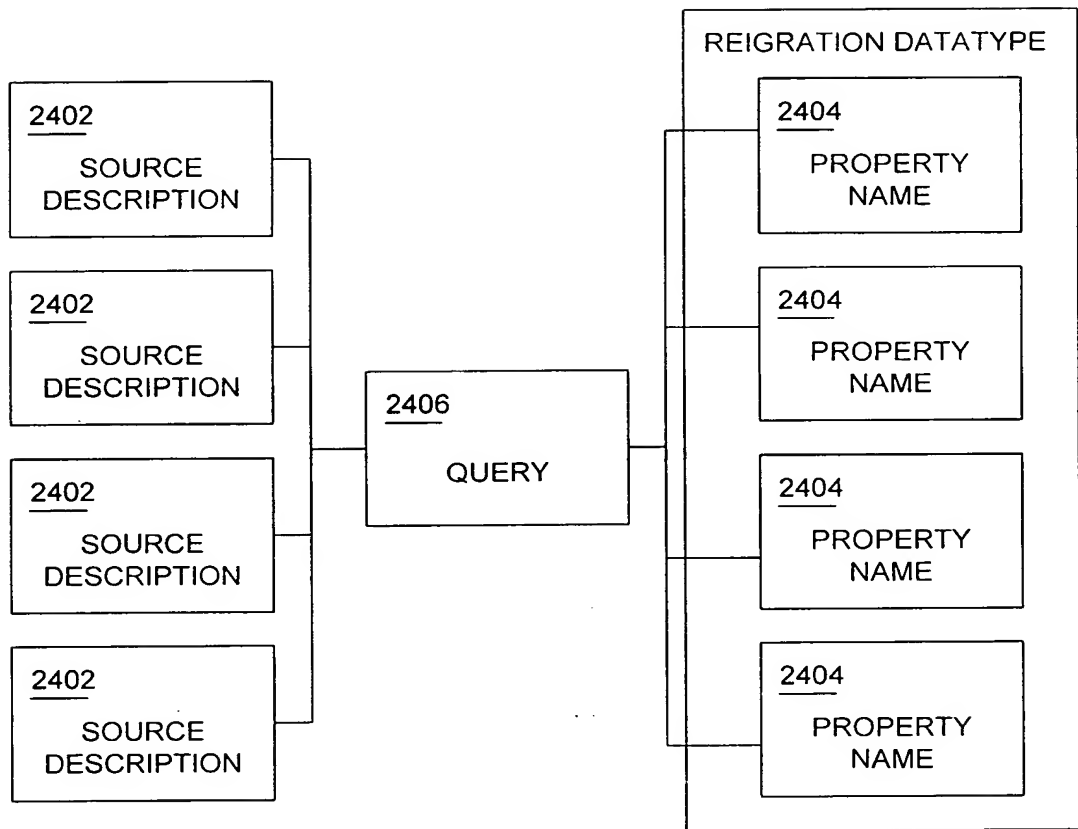 REIGRATION DATATYPE
2402
SOURCE
DESCRIPTION
2402
SOURCE
DESCRIPTION
2402
SOURCE
DESCRIPTION
2402
SOURCE
DESCRIPTION
2406
QUERY
2404
PROPERTY
NAME
2404
PROPERTY
NAME
2404
PROPERTY
NAME
2404
PROPERTY
NAME